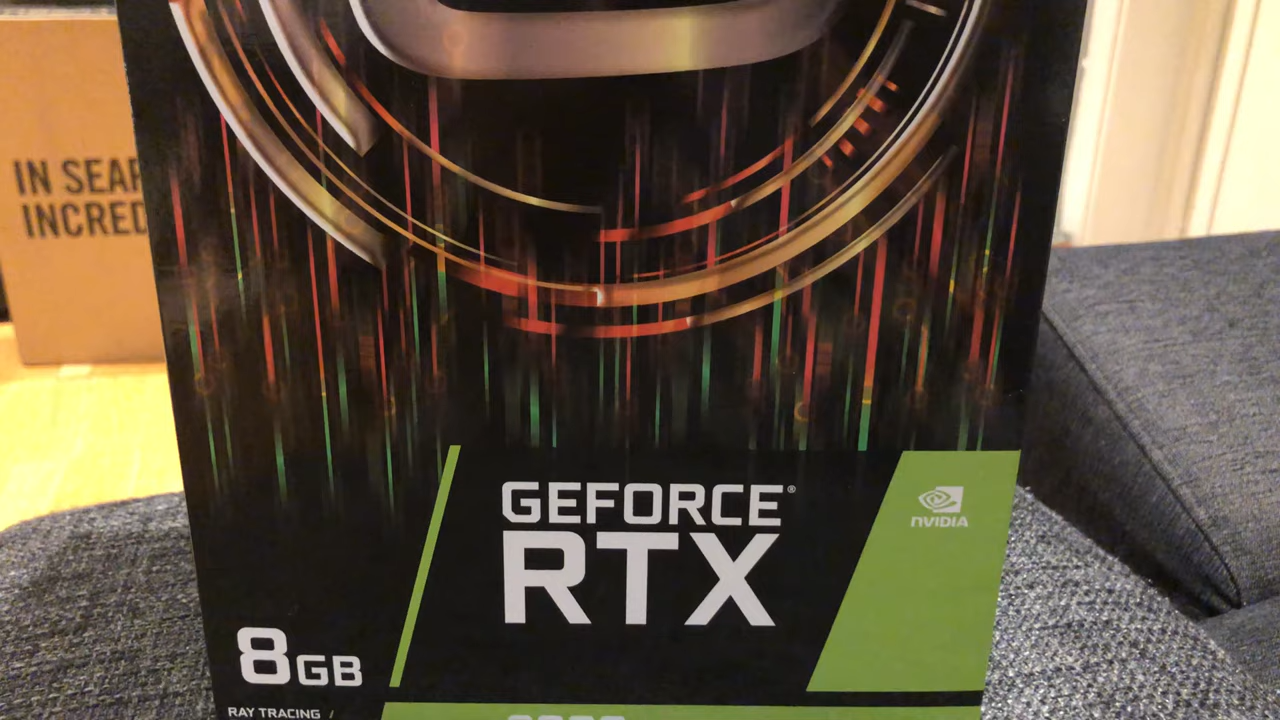 IN SEAR
INCRED
GEFORCE®
RTX
NVIDIA
8GB
RAY TRACING /